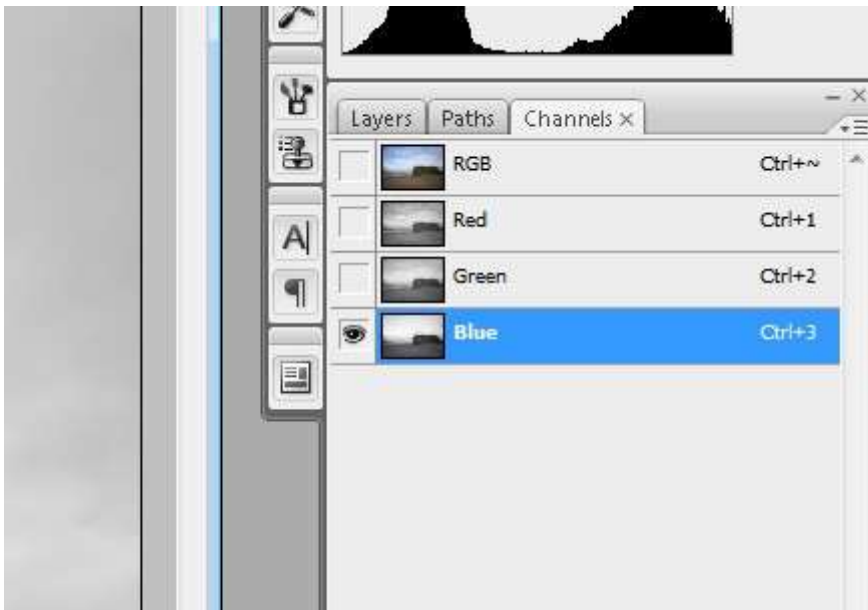 Layers Paths Channels ×
RGB Ctrl+~
Red Ctrl+1
Green Ctrl+2
Blue Ctrl+3
A
¶